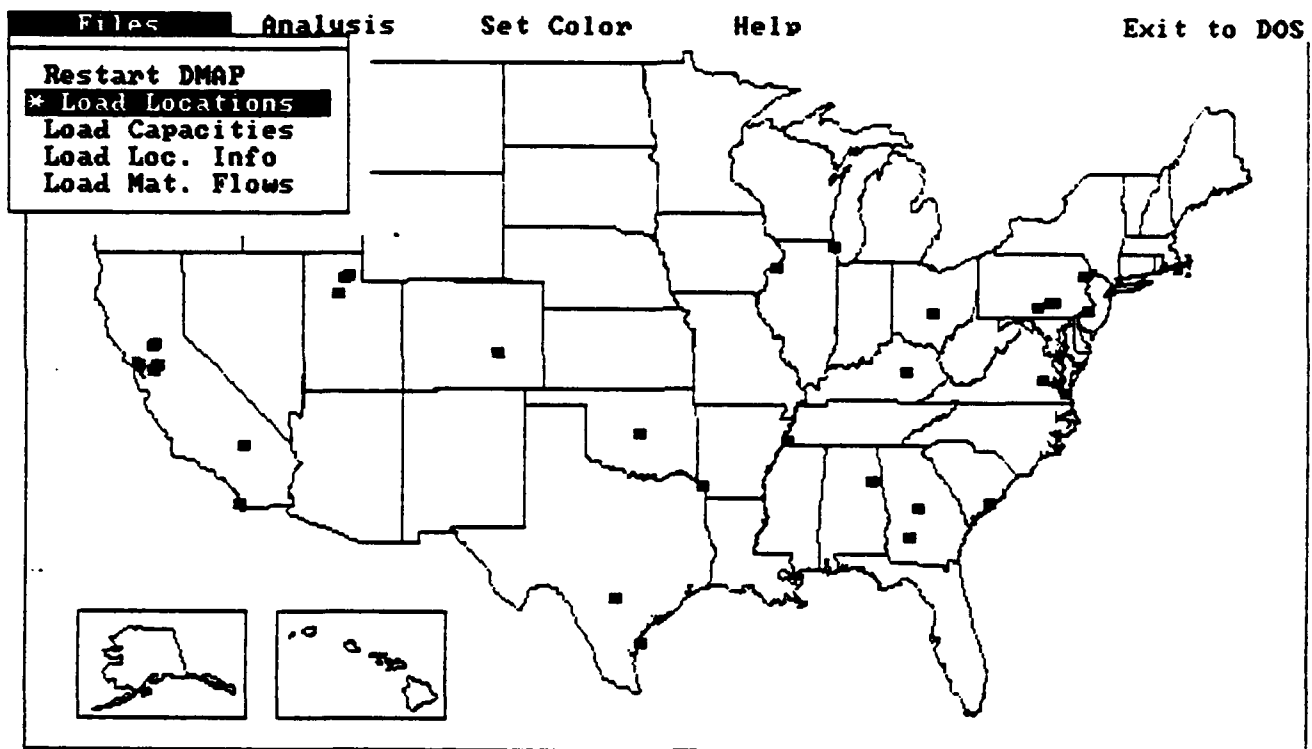 Files Analysis Set Color Help Exit to DOS
Restart DMAP
* Load Locations
Load Capacities
Load Loc. Info
Load Mat. Flows